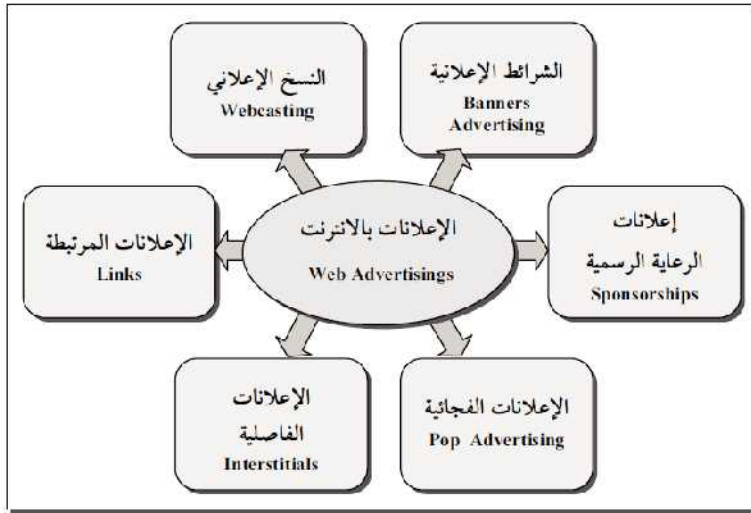 الشرائط الإعلانية
Banners
Advertising
النسخ الإعلاني
Webcasting
إعلانات
الرعاية الرسمية
Sponsorships
الإعلانات بالانترنت
Web Advertisings
الإعلانات المرتبطة
Links
الإعلانات الفجائية
Pop Advertising
الإعلانات
الفاصلية
Interstitials